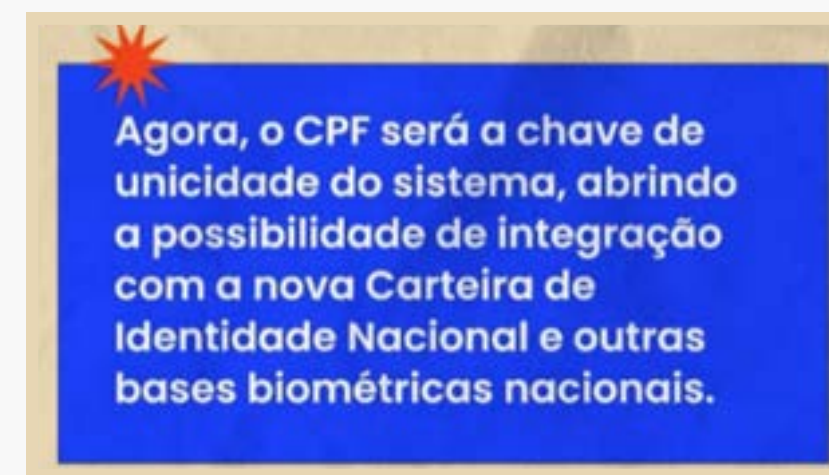 Agora, o CPF será a chave de
unicidade do sistema, abrindo
a possibilidade de integração
com a nova Carteira de
Identidade Nacional e outras
bases biométricas nacionais.